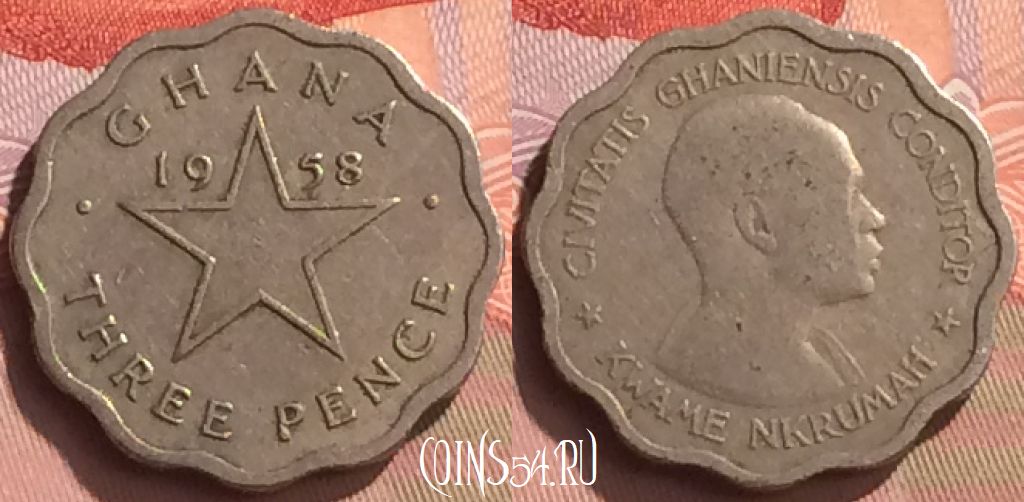 GHANA
1958
THREE PENCE
CIVITATIS GHANIENSIS CONDITOR
KWAME NKRUMAH
COINS54.RU